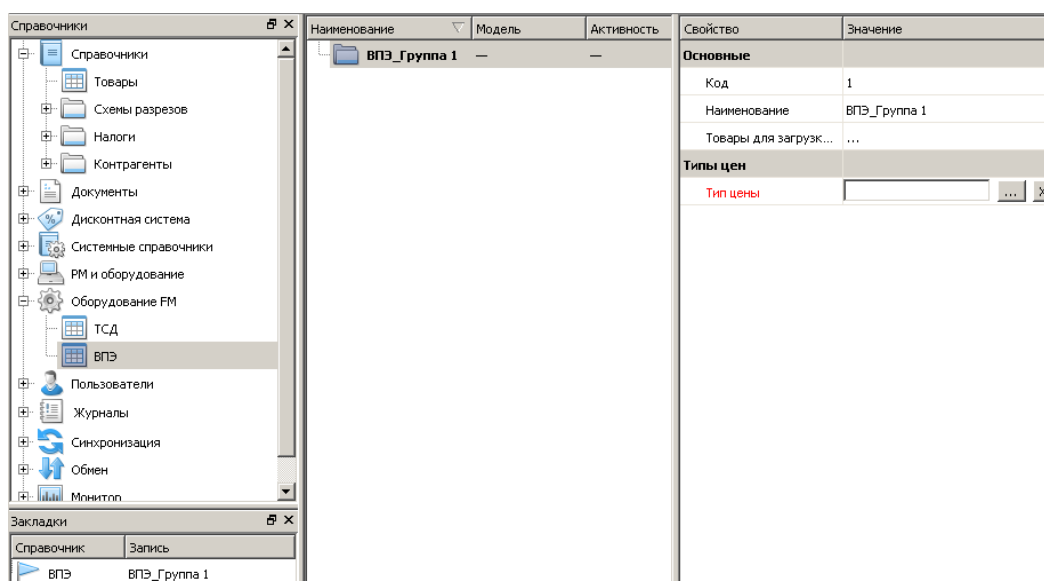 Справочники
Справочники
Товары
Схемы разрезов
Налоги
Контрагенты
Документы
Дисконтная система
Системные справочники
РМ и оборудование
Оборудование FM
ТСД
ВПЭ
Пользователи
Журналы
Синхронизация
Обмен
Монитор
Закладки
Справочник Запись
ВПЭ ВПЭ_Группа 1
Наименование Модель Активность
ВПЭ_Группа 1 — —
Свойство Значение
Основные
Код 1
Наименование ВПЭ_Группа 1
Товары для загрузк... ...
Типы цен
Тип цены ... X